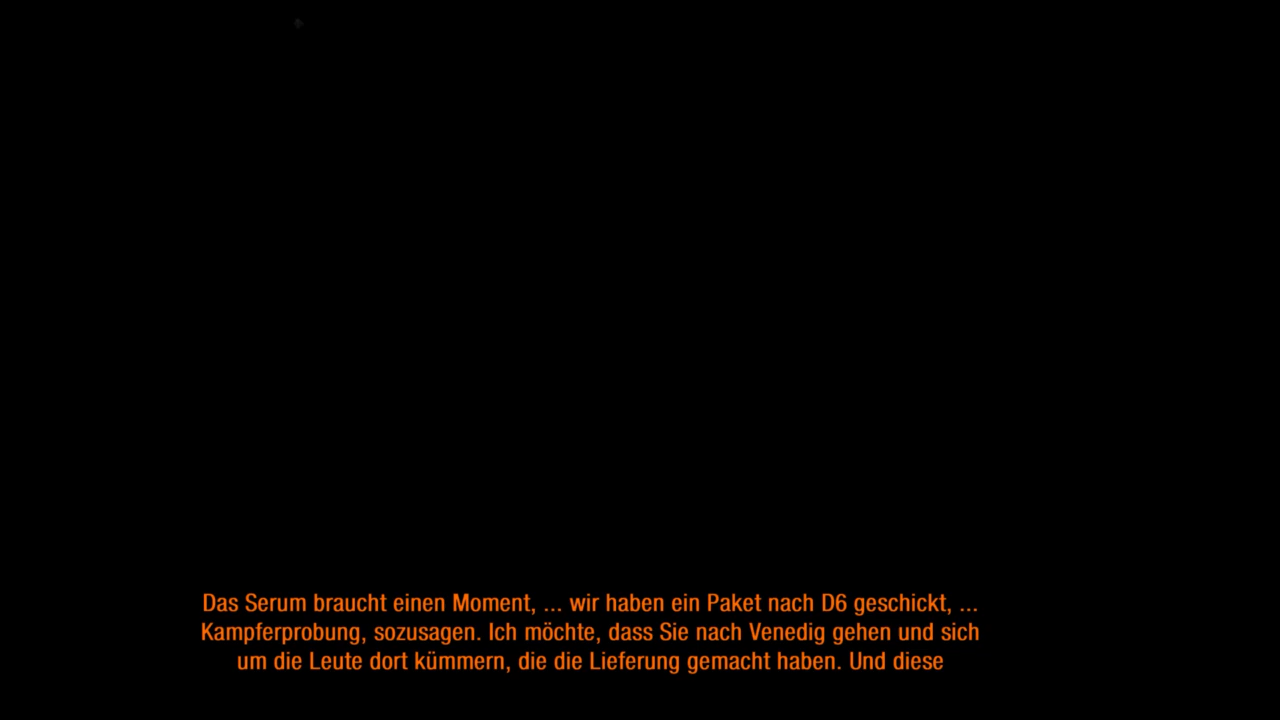 Das Serum braucht einen Moment, ... wir haben ein Paket nach D6 geschickt, ...
Kampferprobung, sozusagen. Ich möchte, dass Sie nach Venedig gehen und sich
um die Leute dort kümmern, die die Lieferung gemacht haben. Und diese